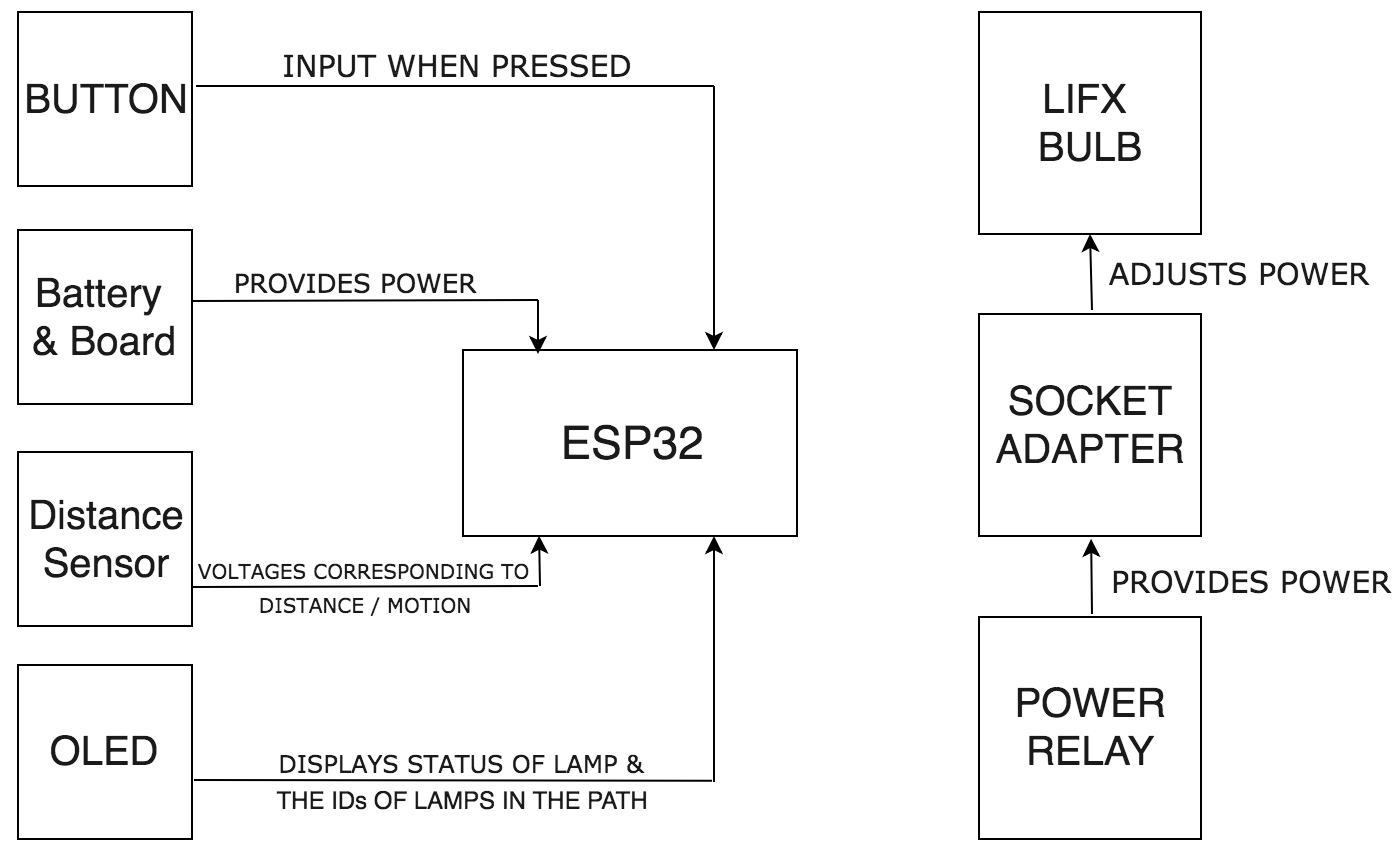 BUTTON
INPUT WHEN PRESSED
Battery
& Board
PROVIDES POWER
Distance
Sensor
VOLTAGES CORRESPONDING TO
DISTANCE / MOTION
OLED
DISPLAYS STATUS OF LAMP &
THE IDs OF LAMPS IN THE PATH
ESP32
LIFX
BULB
ADJUSTS POWER
SOCKET
ADAPTER
PROVIDES POWER
POWER
RELAY